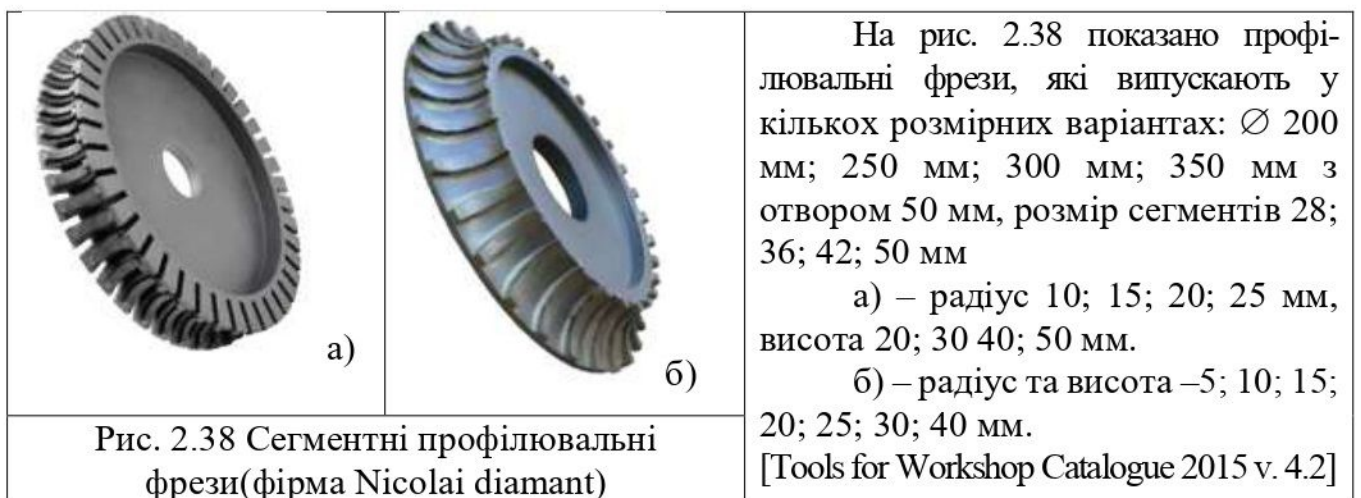 а)
б)
Рис. 2.38 Сегментні профілювальні
фрези(фірма Nicolai diamant)
На рис. 2.38 показано профі-
лювальні фрези, які випускають у
кількох розмірних варіантах: ∅ 200
мм; 250 мм; 300 мм; 350 мм з
отвором 50 мм, розмір сегментів 28;
36; 42; 50 мм
а) – радіус 10; 15; 20; 25 мм,
висота 20; 30 40; 50 мм.
б) – радіус та висота –5; 10; 15;
20; 25; 30; 40 мм.
[Tools for Workshop Catalogue 2015 v. 4.2]